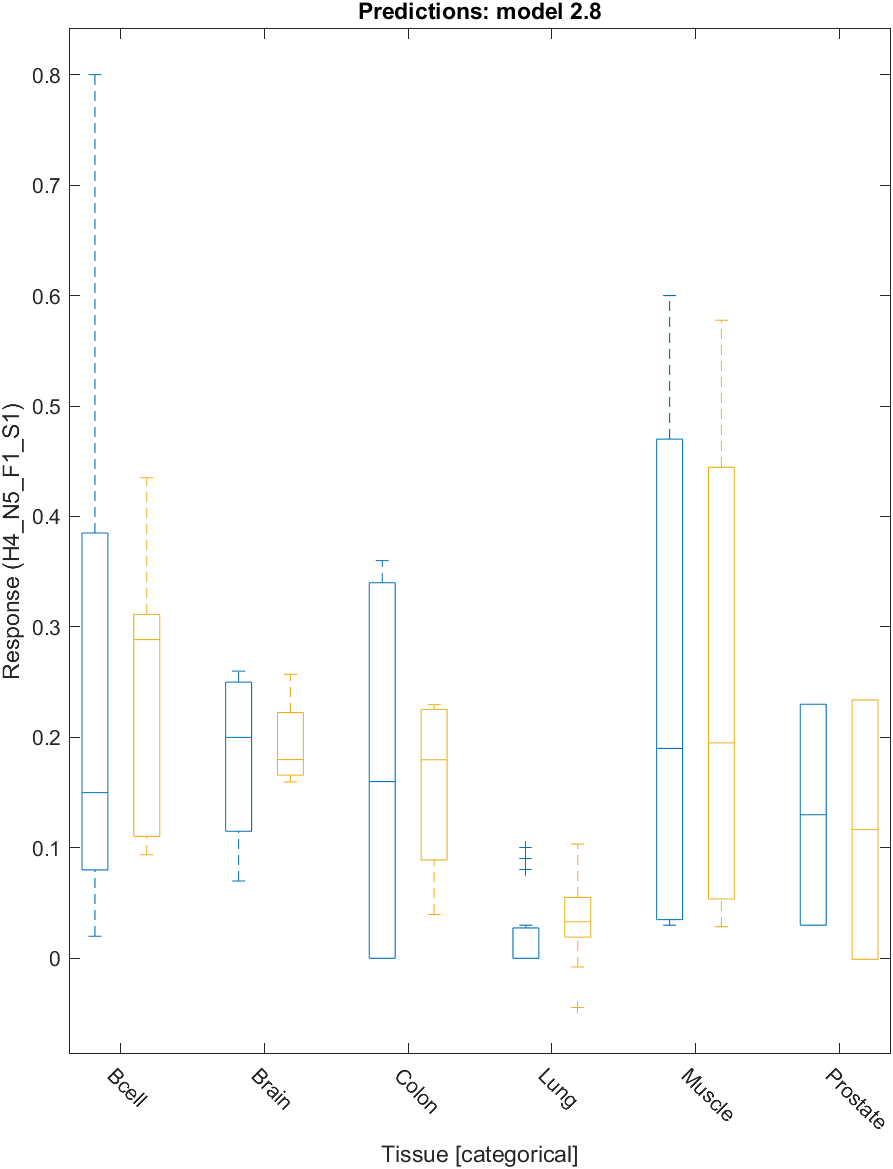 Predictions: model 2.8
0.8
0.7
0.6
0.5
0.4
0.3
0.2
0.1
0
Response (H4_N5_F1_S1)
Bcell
Brain
Colon
Lung
Muscle
Prostate
Tissue [categorical]